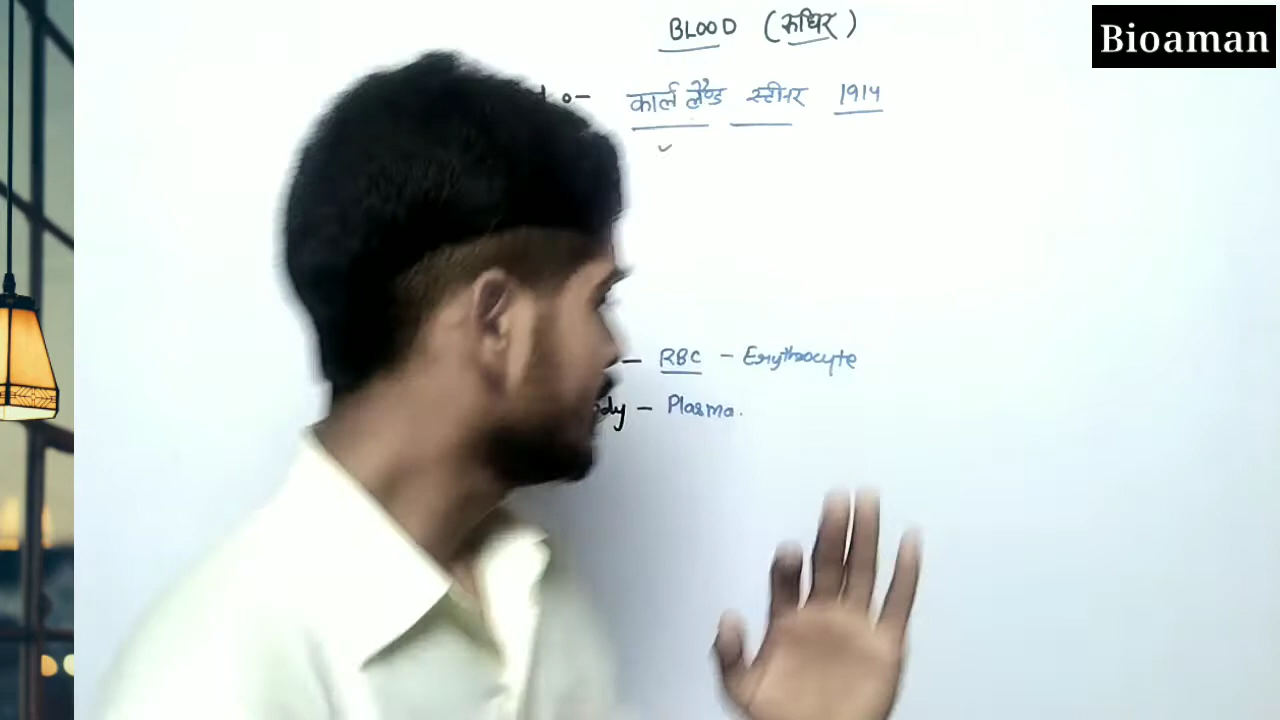 Bioaman
BLOOD (रुधिर)
कार्ल लैण्ड स्टीनर 1914
– RBC – Erythrocyte
– Plasma.